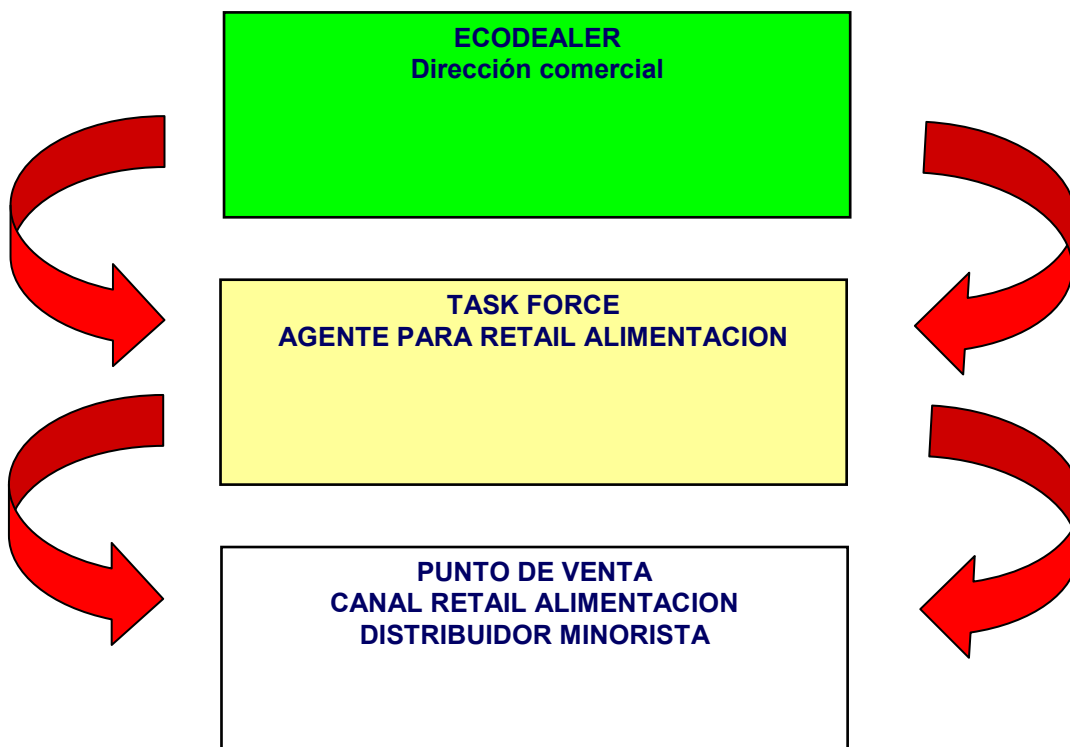 ECODEALER
Dirección comercial
TASK FORCE
AGENTE PARA RETAIL ALIMENTACION
PUNTO DE VENTA
CANAL RETAIL ALIMENTACION
DISTRIBUIDOR MINORISTA